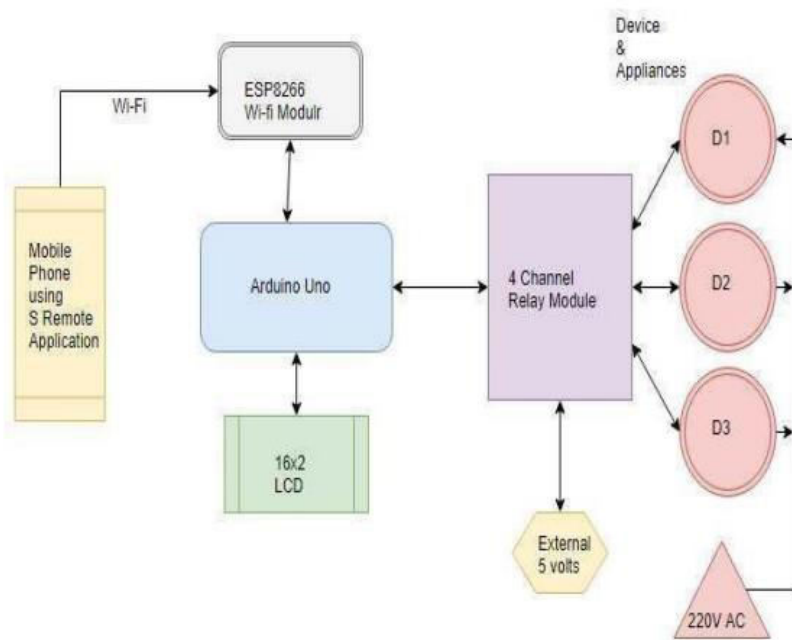 Device
&
Appliances
ESP8266
Wi-fi Modulr
Wi-Fi
D1
Mobile
Phone
using
S Remote
Application
Arduino Uno
4 Channel
Relay Module
D2
D3
16x2
LCD
External
5 volts
220V AC